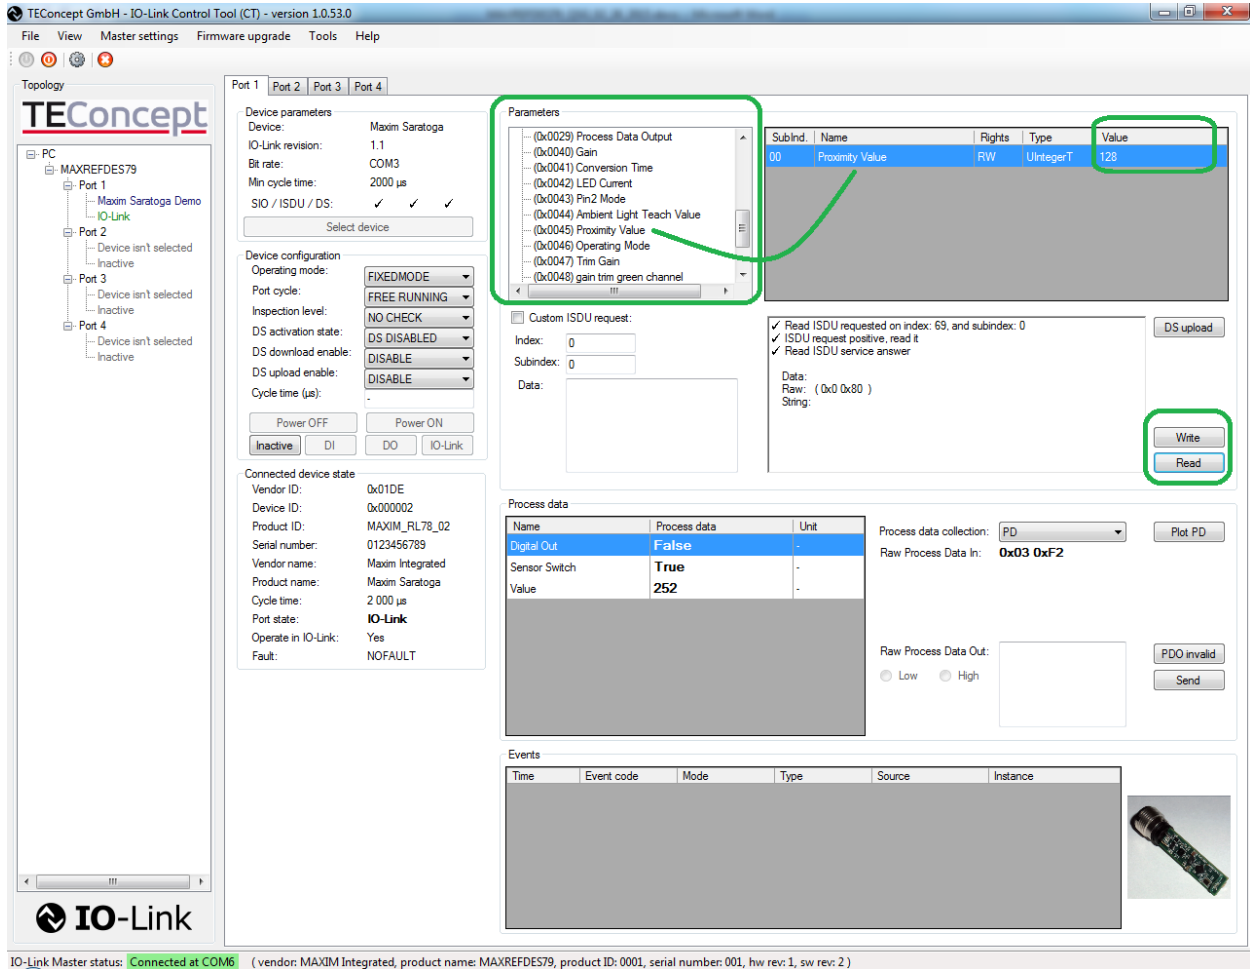 TEConcept GmbH - IO-Link Control Tool (CT) - version 1.0.53.0
File View Master settings Firmware upgrade Tools Help
Topology
TEConcept
PC
MAXREFDES79
Port 1
Maxim Saratoga Demo
IO-Link
Port 2
Device isn't selected
Inactive
Port 3
Device isn't selected
Inactive
Port 4
Device isn't selected
Inactive
IO-Link
Port 1 Port 2 Port 3 Port 4
Device parameters
Device: Maxim Saratoga
IO-Link revision: 1.1
Bit rate: COM3
Min cycle time: 2000 µs
SIO / ISDU / DS: ✓ ✓ ✓
Select device
Device configuration
Operating mode: FIXEDMODE
Port cycle: FREE RUNNING
Inspection level: NO CHECK
DS activation state: DS DISABLED
DS download enable: DISABLE
DS upload enable: DISABLE
Cycle time (µs): -
Power OFF Power ON
Inactive DI DO IO-Link
Connected device state
Vendor ID: 0x01DE
Device ID: 0x000002
Product ID: MAXIM_RL78_02
Serial number: 0123456789
Vendor name: Maxim Integrated
Product name: Maxim Saratoga
Cycle time: 2 000 µs
Port state: IO-Link
Operate in IO-Link: Yes
Fault: NOFAULT
Parameters
(0x0029) Process Data Output
(0x0040) Gain
(0x0041) Conversion Time
(0x0042) LED Current
(0x0043) Pin2 Mode
(0x0044) Ambient Light Teach Value
(0x0045) Proximity Value
(0x0046) Operating Mode
(0x0047) Trim Gain
(0x0048) gain trim green channel
SubInd. Name Rights Type Value
00 Proximity Value RW UIntegerT 128
Custom ISDU request:
Index: 0
Subindex: 0
Data:
✓ Read ISDU requested on index: 69, and subindex: 0
✓ ISDU request positive, read it
✓ Read ISDU service answer
Data:
Raw: ( 0x0 0x80 )
String:
DS upload
Write
Read
Process data
Name Process data Unit
Digital Out False -
Sensor Switch True -
Value 252 -
Process data collection: PD
Plot PD
Raw Process Data In: 0x03 0xF2
Raw Process Data Out:
Low High
PDO invalid
Send
Events
Time Event code Mode Type Source Instance
IO-Link Master status: Connected at COM6 ( vendor: MAXIM Integrated, product name: MAXREFDES79, product ID: 0001, serial number: 001, hw rev: 1, sw rev: 2 )